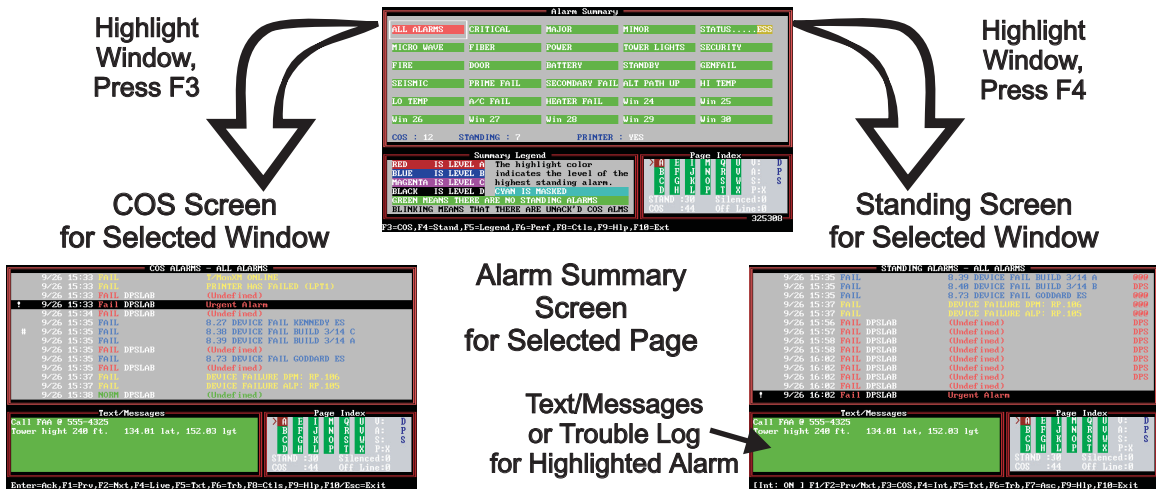 Highlight
Window,
Press F3
Alarm Summary
ALL ALARMS CRITICAL MAJOR MINOR STATUS.....ESS
MICRO WAVE FIBER POWER TOWER LIGHTS SECURITY
FIRE DOOR BATTERY STANDBY GENFAIL
SEISMIC PRIME FAIL SECONDARY FAIL ALT PATH UP HI TEMP
LO TEMP A/C FAIL HEATER FAIL Win 24 Win 25
Win 26 Win 27 Win 28 Win 29 Win 30
COS : 12 STANDING : 7 PRINTER : YES
Summary Legend
RED IS LEVEL A The highlight color
BLUE IS LEVEL B indicates the level of the
MAGENTA IS LEVEL C highest standing alarm.
BLACK IS LEVEL D CYAN IS MASKED
GREEN MEANS THERE ARE NO STANDING ALARMS
BLINKING MEANS THAT THERE ARE UNACK'D COS ALMS
Page Index
>A E I M Q U V: D
B F J N R V A: P
C G K O S W S: S
D H L P T X P:X
STAND :30 Silenced:0
COS :44 Off Line:0
325308
F3=COS,F4=Stand,F5=Legend,F6=Perf,F8=Ctls,F9=Hlp,F10=Ext
Highlight
Window,
Press F4
COS Screen
for Selected Window
COS ALARMS - ALL ALARMS
9/26 15:33 FAIL T/MonXM ONLINE
9/26 15:33 FAIL PRINTER HAS FAILED (LPT1)
9/26 15:33 FAIL DPSLAB (Undefined)
! 9/26 15:33 Fail DPSLAB Urgent Alarm
9/26 15:34 FAIL DPSLAB (Undefined)
9/26 15:35 FAIL 8.27 DEVICE FAIL KENNEDY ES
# 9/26 15:35 FAIL 8.38 DEVICE FAIL BUILD 3/14 C
9/26 15:35 FAIL 8.39 DEVICE FAIL BUILD 3/14 A
9/26 15:35 FAIL DPSLAB (Undefined)
9/26 15:35 FAIL 8.73 DEVICE FAIL GODDARD ES
9/26 15:35 FAIL DPSLAB (Undefined)
9/26 15:37 FAIL DEVICE FAILURE DPM: RP.106
9/26 15:37 FAIL DEVICE FAILURE ALP: RP.105
9/26 15:38 NORM DPSLAB (Undefined)
Text/Messages
Call FAA @ 555-4325
Tower hight 240 ft. 134.01 lat, 152.03 lgt
Page Index
>A E I M Q U V: D
B F J N R V A: P
C G K O S W S: S
D H L P T X P:X
STAND :30 Silenced:0
COS :44 Off Line:0
Enter=Ack,F1=Prv,F2=Nxt,F4=Live,F5=Txt,F6=Trb,F8=Ctls,F9=Hlp,F10/Esc=Exit
Alarm Summary
Screen
for Selected Page
Text/Messages
or Trouble Log
for Highlighted Alarm
Standing Screen
for Selected Window
STANDING ALARMS - ALL ALARMS
9/26 15:35 FAIL 8.39 DEVICE FAIL BUILD 3/14 A 000
9/26 15:35 FAIL 8.40 DEVICE FAIL BUILD 3/14 B DPS
9/26 15:35 FAIL 8.73 DEVICE FAIL GODDARD ES 000
9/26 15:37 FAIL DEVICE FAILURE DPM: RP.106 000
9/26 15:37 FAIL DEVICE FAILURE ALP: RP.105 000
9/26 15:56 FAIL DPSLAB (Undefined) DPS
9/26 15:57 FAIL DPSLAB (Undefined) DPS
9/26 15:58 FAIL DPSLAB (Undefined) DPS
9/26 15:58 FAIL DPSLAB (Undefined) DPS
9/26 16:02 FAIL DPSLAB (Undefined) DPS
9/26 16:02 FAIL DPSLAB (Undefined) DPS
9/26 16:02 FAIL DPSLAB (Undefined) DPS
9/26 16:02 FAIL DPSLAB (Undefined)
! 9/26 16:02 Fail DPSLAB Urgent Alarm
Text/Messages
Call FAA @ 555-4325
Tower hight 240 ft. 134.01 lat, 152.03 lgt
Page Index
>A E I M Q U V: D
B F J N R V A: P
C G K O S W S: S
D H L P T X P:X
STAND :30 Silenced:0
COS :44 Off Line:0
[Int: ON ] F1/F2=Prv/Nxt,F3=COS,F4=Int,F5=Txt,F6=Trb,F7=Asc,F9=Hlp,F10=Exit